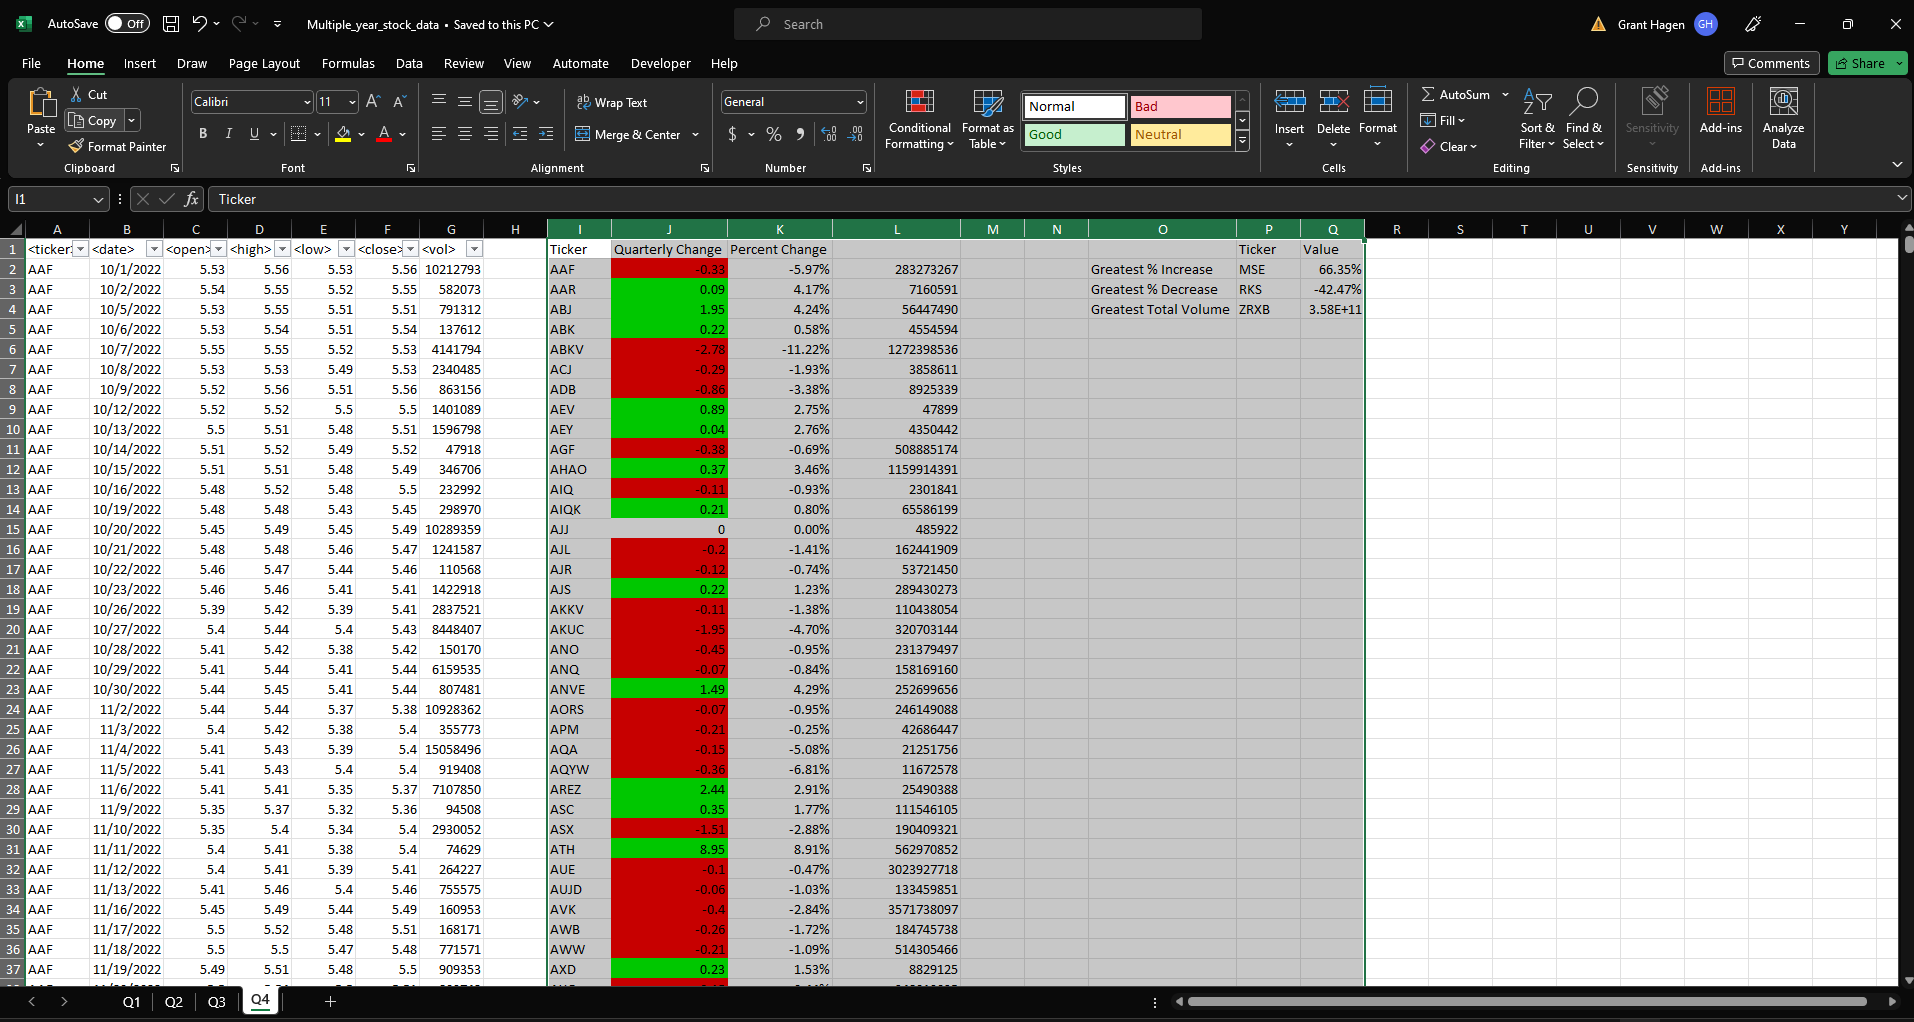 AutoSave Off Multiple_year_stock_data • Saved to this PC Search Grant Hagen GH
File Home Insert Draw Page Layout Formulas Data Review View Automate Developer Help Comments Share
Paste Cut Copy Format Painter Clipboard
Calibri 11 B I U A Font
Wrap Text Merge & Center Alignment
General $ % Number
Conditional Formatting Format as Table Normal Bad Good Neutral Styles
Insert Delete Format Cells
AutoSum Fill Clear Sort & Filter Find & Select Editing
Sensitivity Sensitivity Add-ins Add-ins Analyze Data
I1 fx Ticker
A B C D E F G H I J K L M N O P Q R S T U V W X Y
1 <ticker> <date> <open> <high> <low> <close> <vol> Ticker Quarterly Change Percent Change Ticker Value
2 AAF 10/1/2022 5.53 5.56 5.53 5.56 10212793 AAF -0.33 -5.97% 283273267 Greatest % Increase MSE 66.35%
3 AAF 10/2/2022 5.54 5.55 5.52 5.55 582073 AAR 0.09 4.17% 7160591 Greatest % Decrease RKS -42.47%
4 AAF 10/5/2022 5.53 5.55 5.51 5.51 791312 ABJ 1.95 4.24% 56447490 Greatest Total Volume ZRXB 3.58E+11
5 AAF 10/6/2022 5.53 5.54 5.51 5.54 137612 ABK 0.22 0.58% 4554594
6 AAF 10/7/2022 5.55 5.55 5.52 5.53 4141794 ABKV -2.78 -11.22% 1272398536
7 AAF 10/8/2022 5.53 5.53 5.49 5.53 2340485 ACJ -0.29 -1.93% 3858611
8 AAF 10/9/2022 5.52 5.56 5.51 5.56 863156 ADB -0.86 -3.38% 8925339
9 AAF 10/12/2022 5.52 5.52 5.5 5.5 1401089 AEV 0.89 2.75% 47899
10 AAF 10/13/2022 5.5 5.51 5.48 5.51 1596798 AEY 0.04 2.76% 4350442
11 AAF 10/14/2022 5.51 5.52 5.49 5.52 47918 AGF -0.38 -0.69% 508885174
12 AAF 10/15/2022 5.51 5.51 5.48 5.49 346706 AHAO 0.37 3.46% 1159914391
13 AAF 10/16/2022 5.48 5.52 5.48 5.5 232992 AIQ -0.11 -0.93% 2301841
14 AAF 10/19/2022 5.48 5.48 5.43 5.45 298970 AIQK 0.21 0.80% 65586199
15 AAF 10/20/2022 5.45 5.49 5.45 5.49 10289359 AJJ 0 0.00% 485922
16 AAF 10/21/2022 5.48 5.48 5.46 5.47 1241587 AJL -0.2 -1.41% 162441909
17 AAF 10/22/2022 5.46 5.47 5.44 5.46 110568 AJR -0.12 -0.74% 53721450
18 AAF 10/23/2022 5.46 5.46 5.41 5.41 1422918 AJS 0.22 1.23% 289430273
19 AAF 10/26/2022 5.39 5.42 5.39 5.41 2837521 AKKV -0.11 -1.38% 110438054
20 AAF 10/27/2022 5.4 5.44 5.4 5.43 8448407 AKUC -1.95 -4.70% 320703144
21 AAF 10/28/2022 5.41 5.42 5.38 5.42 150170 ANO -0.45 -0.95% 231379497
22 AAF 10/29/2022 5.41 5.44 5.41 5.44 6159535 ANQ -0.07 -0.84% 158169160
23 AAF 10/30/2022 5.44 5.45 5.41 5.44 807481 ANVE 1.49 4.29% 252699656
24 AAF 11/2/2022 5.44 5.44 5.37 5.38 10928362 AORS -0.07 -0.95% 246149088
25 AAF 11/3/2022 5.4 5.42 5.38 5.4 355773 APM -0.21 -0.25% 42686447
26 AAF 11/4/2022 5.41 5.43 5.39 5.4 15058496 AQA -0.15 -5.08% 21251756
27 AAF 11/5/2022 5.41 5.43 5.4 5.4 919408 AQYW -0.36 -6.81% 11672578
28 AAF 11/6/2022 5.41 5.41 5.35 5.37 7107850 AREZ 2.44 2.91% 25490388
29 AAF 11/9/2022 5.35 5.37 5.32 5.36 94508 ASC 0.35 1.77% 111546105
30 AAF 11/10/2022 5.35 5.4 5.34 5.4 2930052 ASX -1.51 -2.88% 190409321
31 AAF 11/11/2022 5.4 5.41 5.38 5.4 74629 ATH 8.95 8.91% 562970852
32 AAF 11/12/2022 5.4 5.41 5.39 5.41 264227 AUE -0.1 -0.47% 3023927718
33 AAF 11/13/2022 5.41 5.46 5.4 5.46 755575 AUJD -0.06 -1.03% 133459851
34 AAF 11/16/2022 5.45 5.49 5.44 5.49 160953 AVK -0.4 -2.84% 3571738097
35 AAF 11/17/2022 5.5 5.52 5.48 5.51 168171 AWB -0.26 -1.72% 184745738
36 AAF 11/18/2022 5.5 5.5 5.47 5.48 771571 AWW -0.21 -1.09% 514305466
37 AAF 11/19/2022 5.49 5.51 5.48 5.5 909353 AXD 0.23 1.53% 8829125
Q1 Q2 Q3 Q4